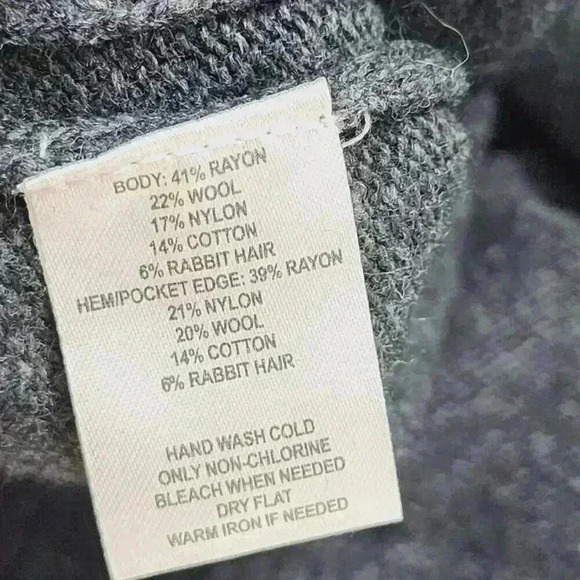 BODY: 41% RAYON
22% WOOL
17% NYLON
14% COTTON
6% RABBIT HAIR
HEM/POCKET EDGE: 39% RAYON
21% NYLON
20% WOOL
14% COTTON
6% RABBIT HAIR
HAND WASH COLD
ONLY NON-CHLORINE
BLEACH WHEN NEEDED
DRY FLAT
WARM IRON IF NEEDED